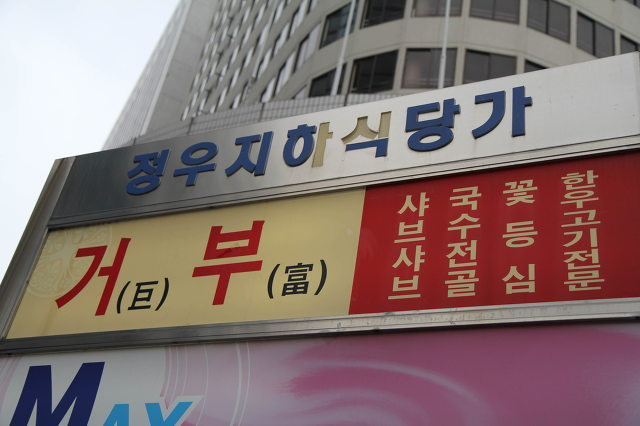 정우지하식당가
거(巨) 부(富)
한우고기전문
꽃등심
국수전골
샤브샤브
MAX